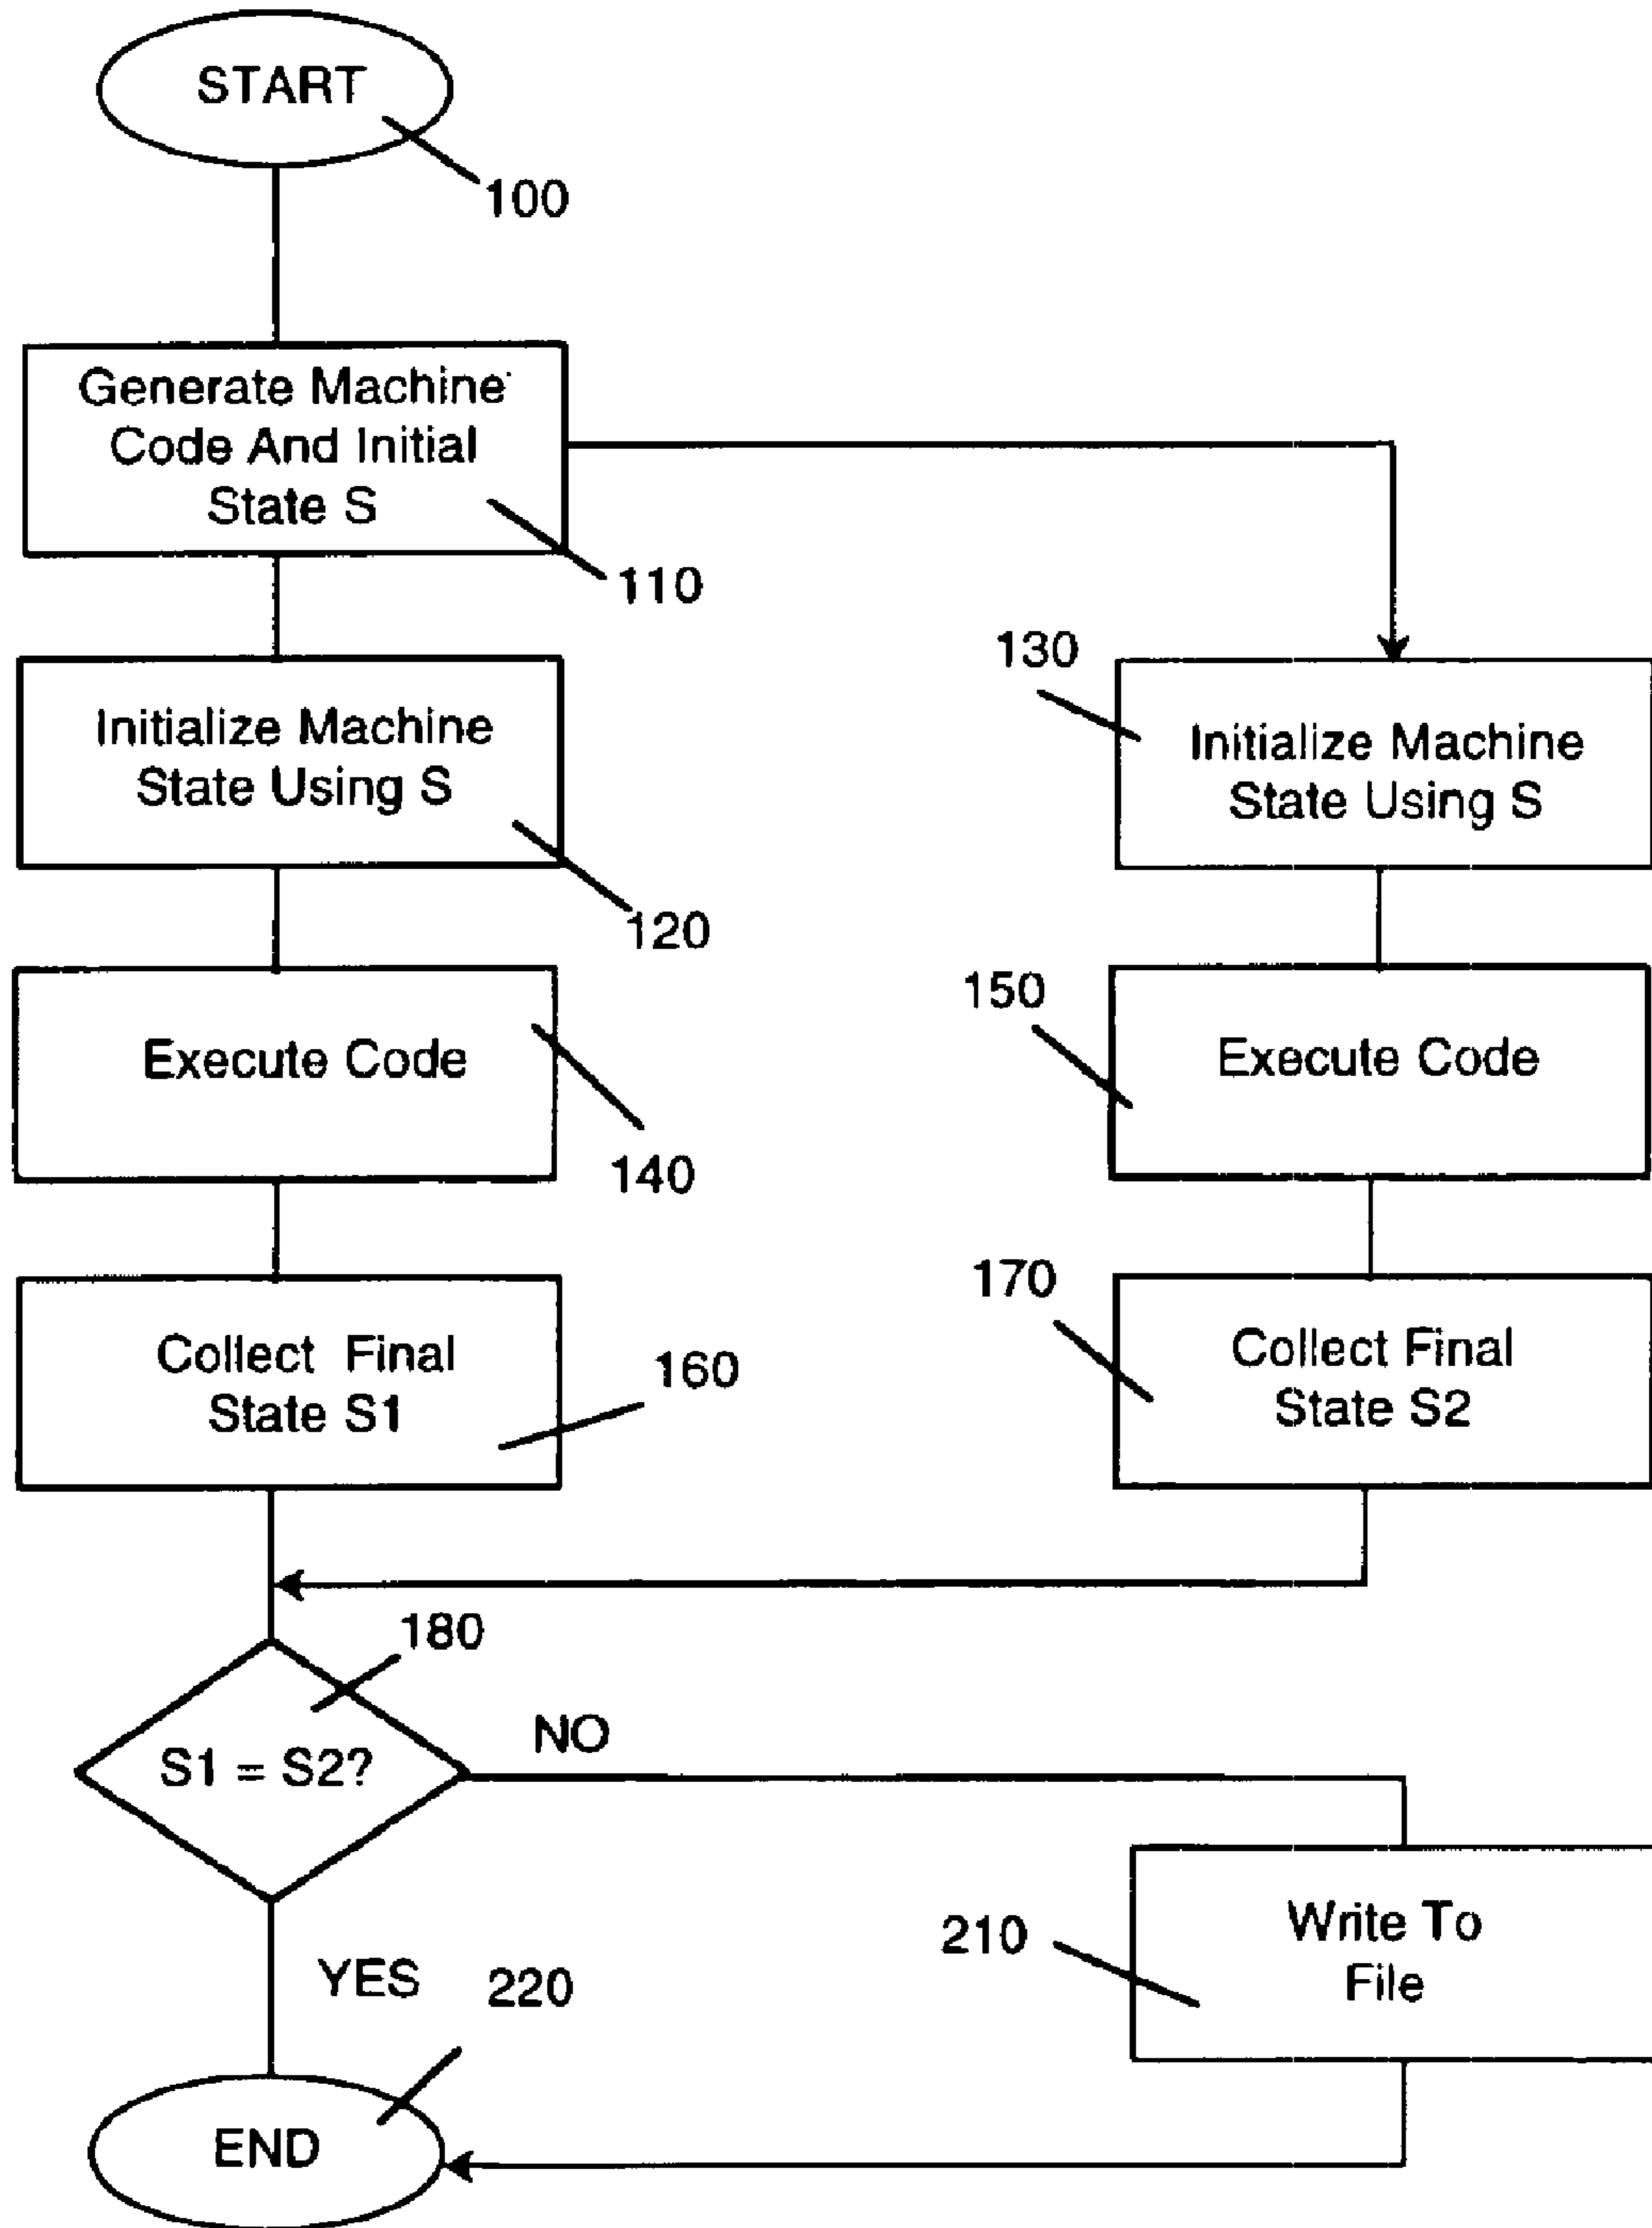 START
100
Generate Machine
Code And Initial
State S
110
Initialize Machine
State Using S
120
130
Initialize Machine
State Using S
Execute Code
140
150
Execute Code
Collect Final
State S1
160
170
Collect Final
State S2
180
S1 = S2?
NO
YES
210
Write To
File
220
END